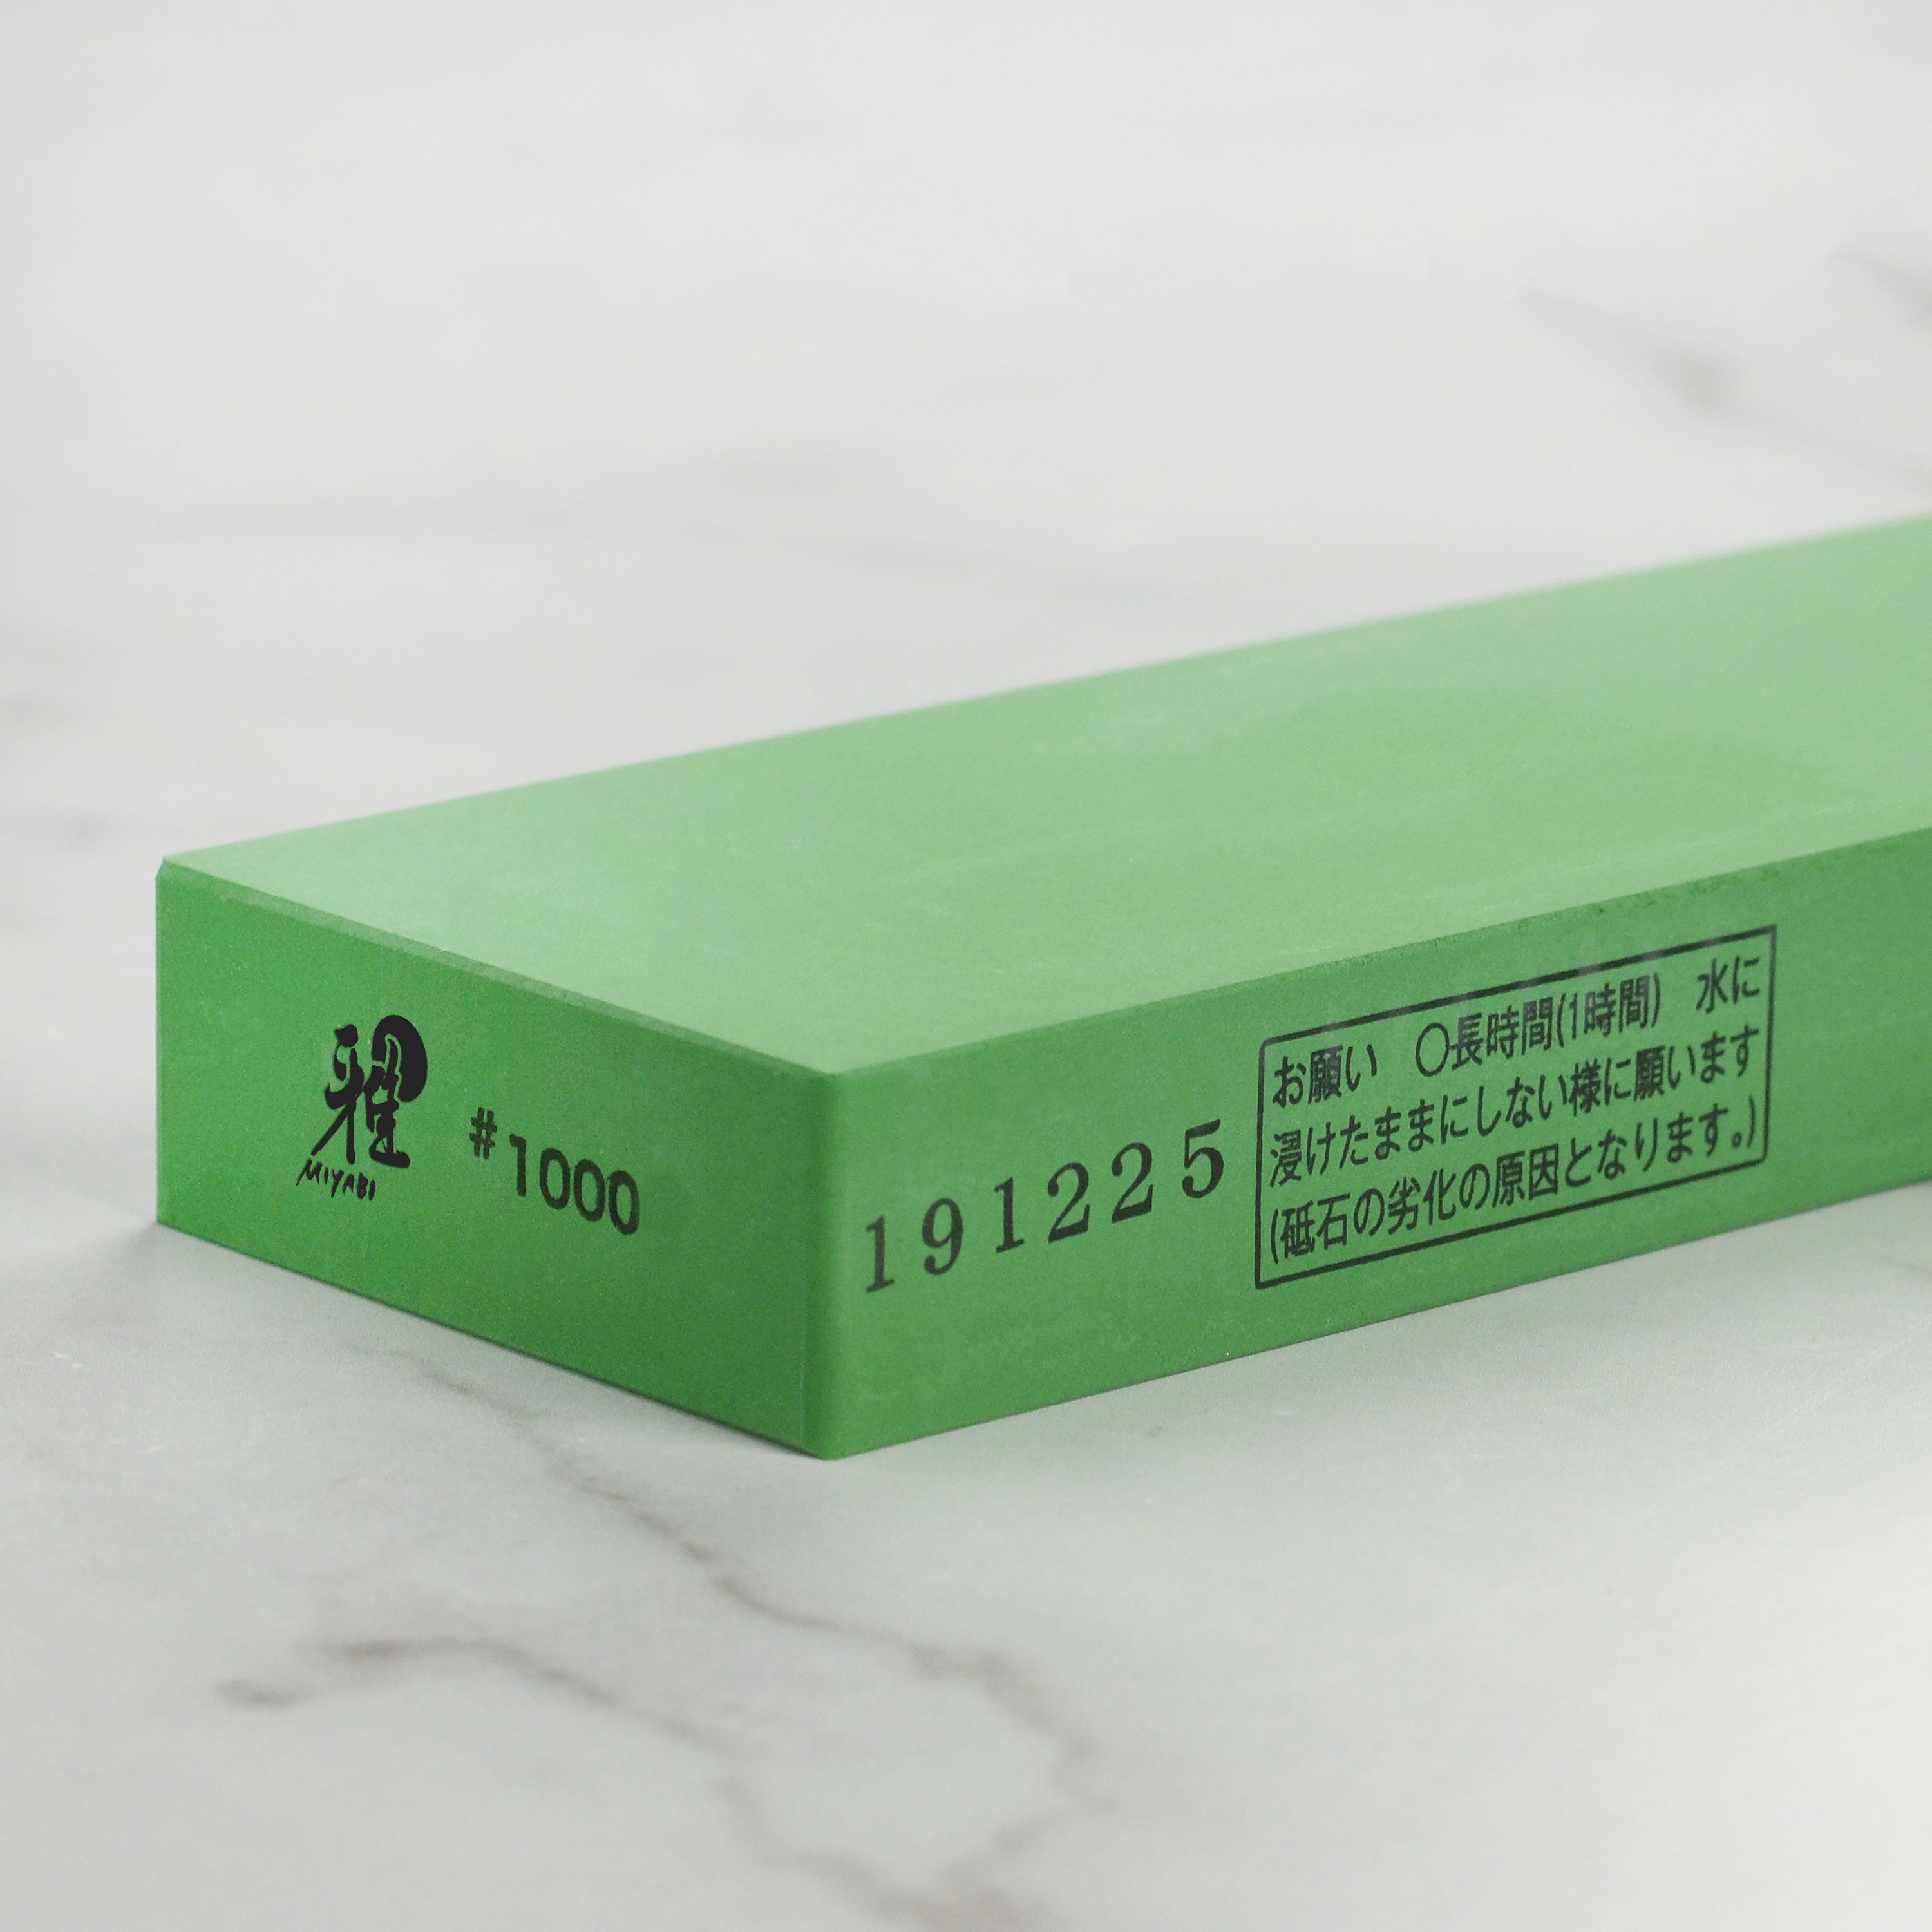 雅
MIYABI
#1000
191225
お願い　○長時間(1時間)　水に
浸けたままにしない様に願います
(砥石の劣化の原因となります。)